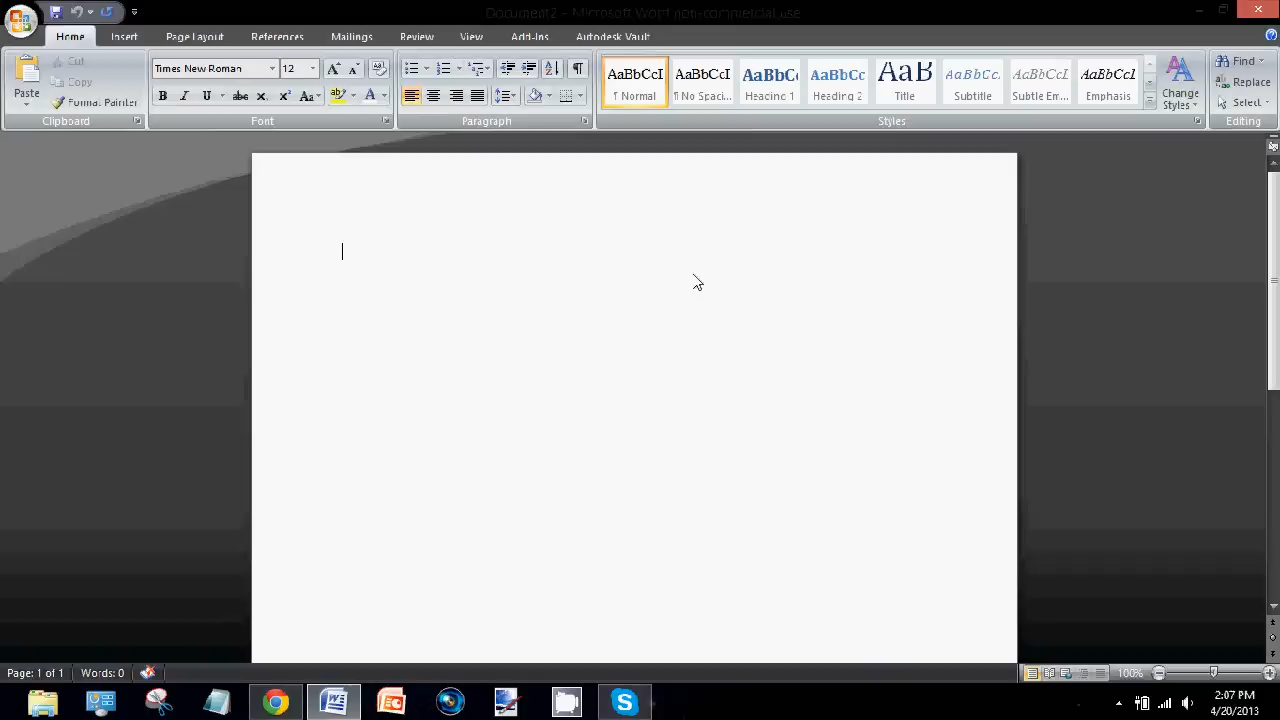 Document2 - Microsoft Word non-commercial use
Home Insert Page Layout References Mailings Review View Add-Ins Autodesk Vault
Paste
Cut
Copy
Format Painter
Clipboard
Times New Roman 12
Font
Paragraph
AaBbCcI AaBbCcI AaBbC AaBbCc AaB AaBbCc. AaBbCcI AaBbCcI
¶ Normal ¶ No Spaci... Heading 1 Heading 2 Title Subtitle Subtle Em... Emphasis
Change Styles
Styles
Find
Replace
Select
Editing
Page: 1 of 1 Words: 0 100%
2:07 PM
4/20/2013